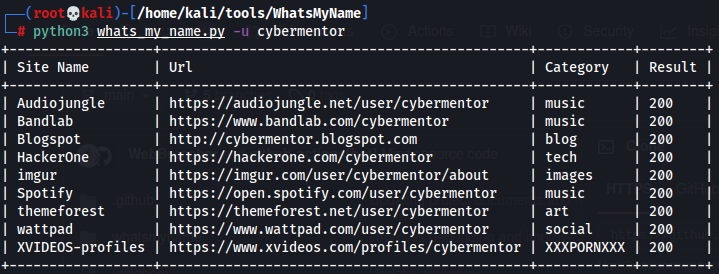 (root💀kali)-[/home/kali/tools/WhatsMyName]
# python3 whats_my_name.py -u cybermentor
| Site Name | Url | Category | Result |
| Audiojungle | https://audiojungle.net/user/cybermentor | music | 200 |
| Bandlab | https://www.bandlab.com/cybermentor | music | 200 |
| Blogspot | http://cybermentor.blogspot.com | blog | 200 |
| HackerOne | https://hackerone.com/cybermentor | tech | 200 |
| imgur | https://imgur.com/user/cybermentor/about | images | 200 |
| Spotify | https://open.spotify.com/user/cybermentor | music | 200 |
| themeforest | https://themeforest.net/user/cybermentor | art | 200 |
| wattpad | https://www.wattpad.com/user/cybermentor | social | 200 |
| XVIDEOS-profiles | https://www.xvideos.com/profiles/cybermentor | XXXPORNXXX | 200 |